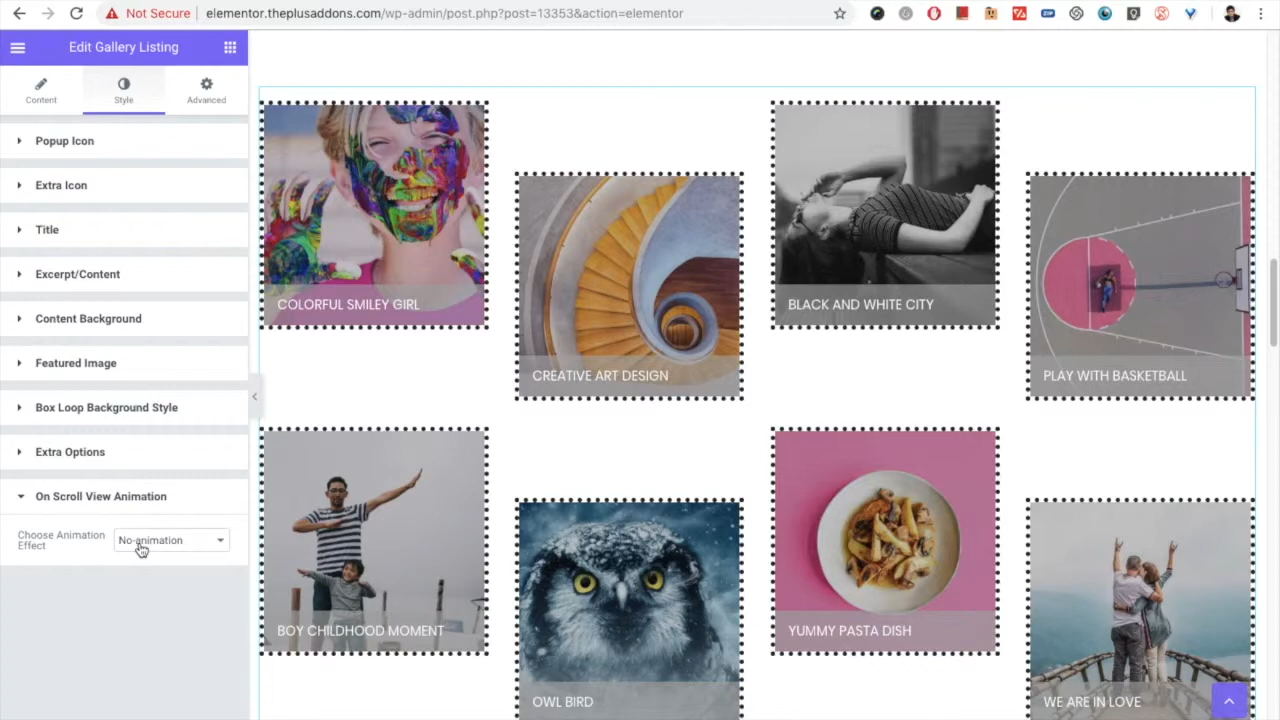 Not Secure
elementor.theplusaddons.com/wp-admin/post.php?post=13353&action=elementor
Edit Gallery Listing
Content
Style
Advanced
Popup Icon
Extra Icon
Title
Excerpt/Content
Content Background
Featured Image
Box Loop Background Style
Extra Options
On Scroll View Animation
Choose Animation
Effect
No-animation
COLORFUL SMILEY GIRL
CREATIVE ART DESIGN
BLACK AND WHITE CITY
PLAY WITH BASKETBALL
BOY CHILDHOOD MOMENT
OWL BIRD
YUMMY PASTA DISH
WE ARE IN LOVE